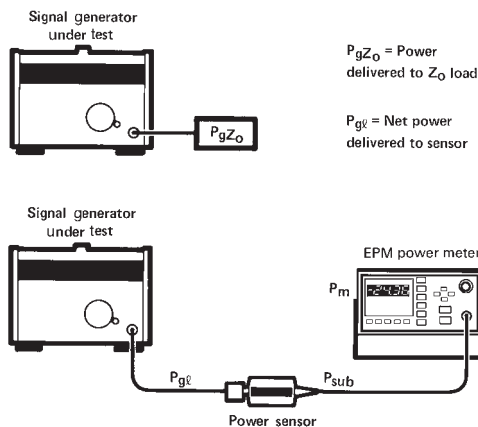 Signal generator
under test
PgZo
PgZo = Power
delivered to Zo load
Pgℓ = Net power
delivered to sensor
Signal generator
under test
EPM power meter
Pm
Pgℓ
Psub
Power sensor